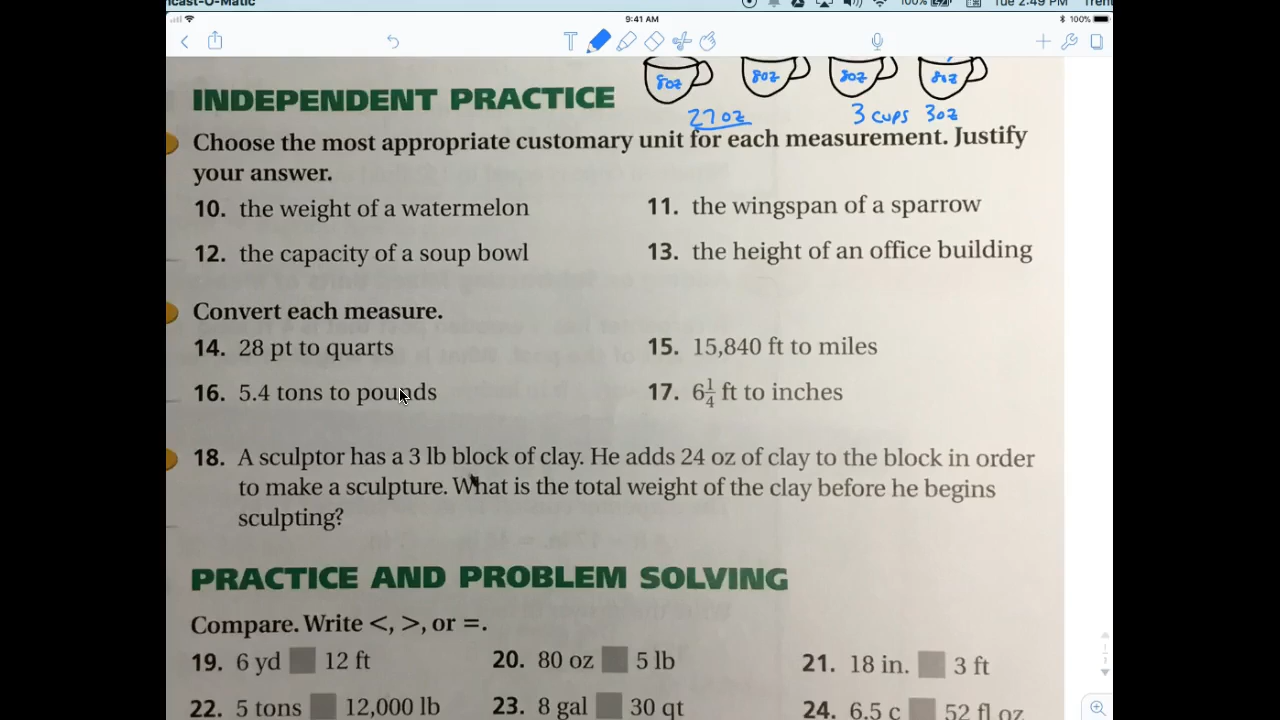 ncast-O-Matic
100%
Tue 2:49 PM
Tren
9:41 AM
100%
T
8oz 8oz 8oz 8oz
INDEPENDENT PRACTICE
27oz 3 cups 3oz
Choose the most appropriate customary unit for each measurement. Justify
your answer.
10. the weight of a watermelon
11. the wingspan of a sparrow
12. the capacity of a soup bowl
13. the height of an office building
Convert each measure.
14. 28 pt to quarts
15. 15,840 ft to miles
16. 5.4 tons to pounds
17. 6 1/4 ft to inches
18. A sculptor has a 3 lb block of clay. He adds 24 oz of clay to the block in order
to make a sculpture. What is the total weight of the clay before he begins
sculpting?
PRACTICE AND PROBLEM SOLVING
Compare. Write <, >, or =.
19. 6 yd ■ 12 ft
20. 80 oz ■ 5 lb
21. 18 in. ■ 3 ft
22. 5 tons ■ 12,000 lb
23. 8 gal ■ 30 qt
24. 6.5 c ■ 52 fl oz